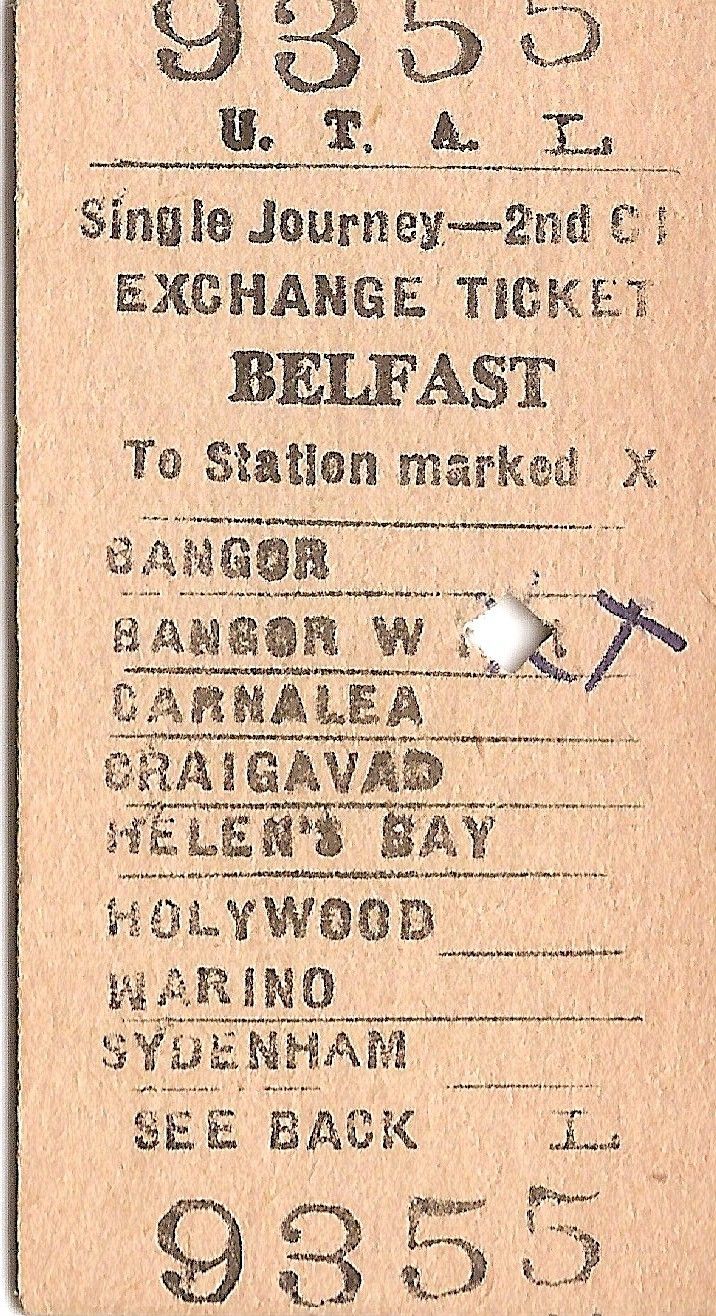 9355
U. T. A. L.
Single Journey—2nd Cl
EXCHANGE TICKET
BELFAST
To Station marked X
BANGOR
BANGOR W
CARNALEA
CRAIGAVAD
HELEN'S BAY
HOLYWOOD
MARINO
SYDENHAM
SEE BACK L.
9355